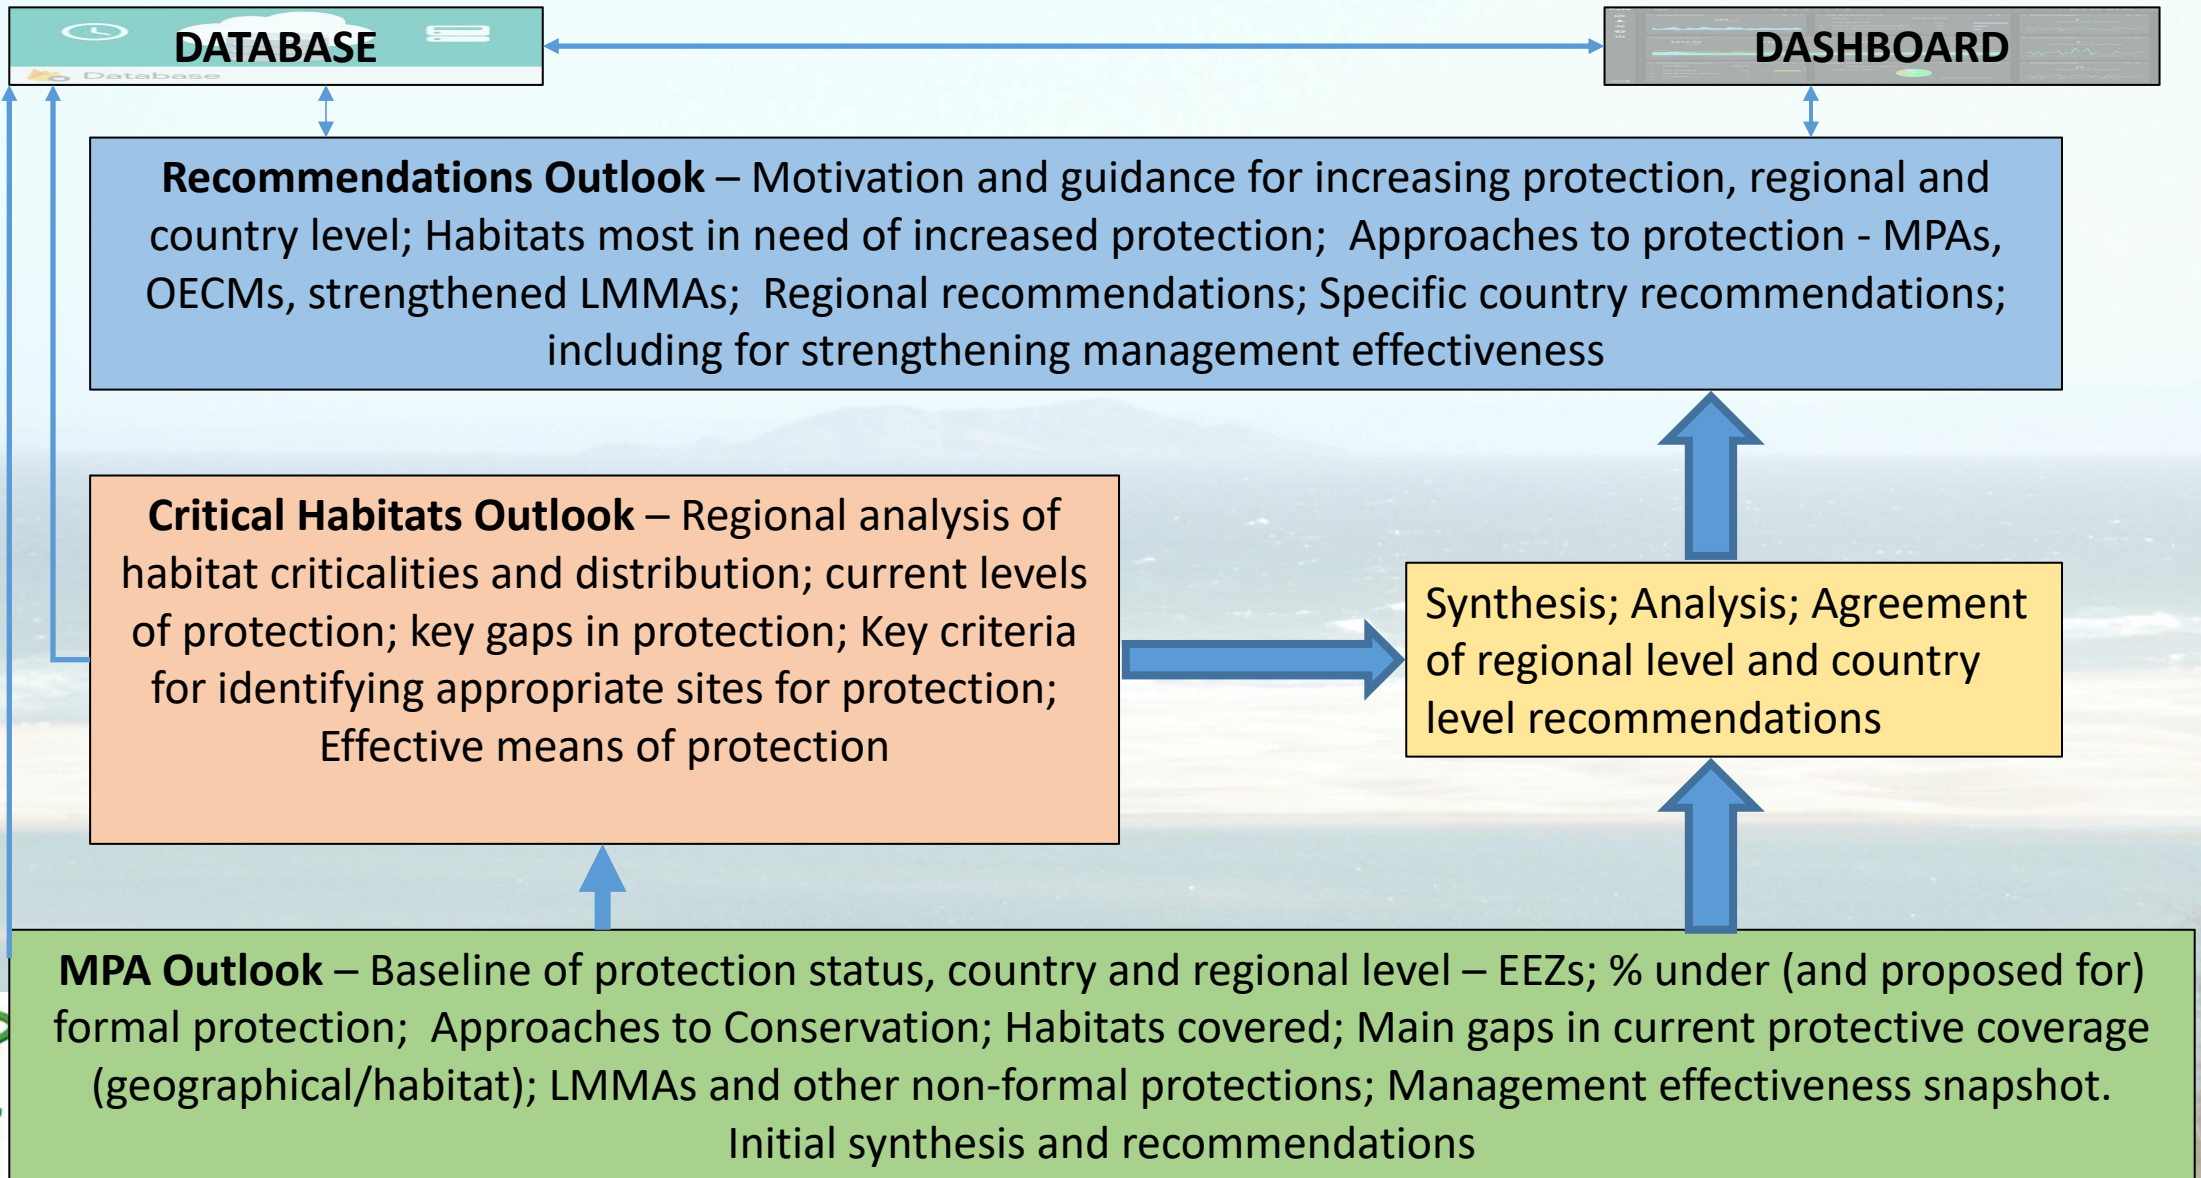 DATABASE
Database
DASHBOARD
Recommendations Outlook – Motivation and guidance for increasing protection, regional and
country level; Habitats most in need of increased protection;  Approaches to protection - MPAs,
OECMs, strengthened LMMAs;  Regional recommendations; Specific country recommendations;
including for strengthening management effectiveness
Critical Habitats Outlook – Regional analysis of
habitat criticalities and distribution; current levels
of protection; key gaps in protection; Key criteria
for identifying appropriate sites for protection;
Effective means of protection
Synthesis; Analysis; Agreement
of regional level and country
level recommendations
MPA Outlook – Baseline of protection status, country and regional level – EEZs; % under (and proposed for)
formal protection;  Approaches to Conservation; Habitats covered; Main gaps in current protective coverage
(geographical/habitat); LMMAs and other non-formal protections; Management effectiveness snapshot.
Initial synthesis and recommendations